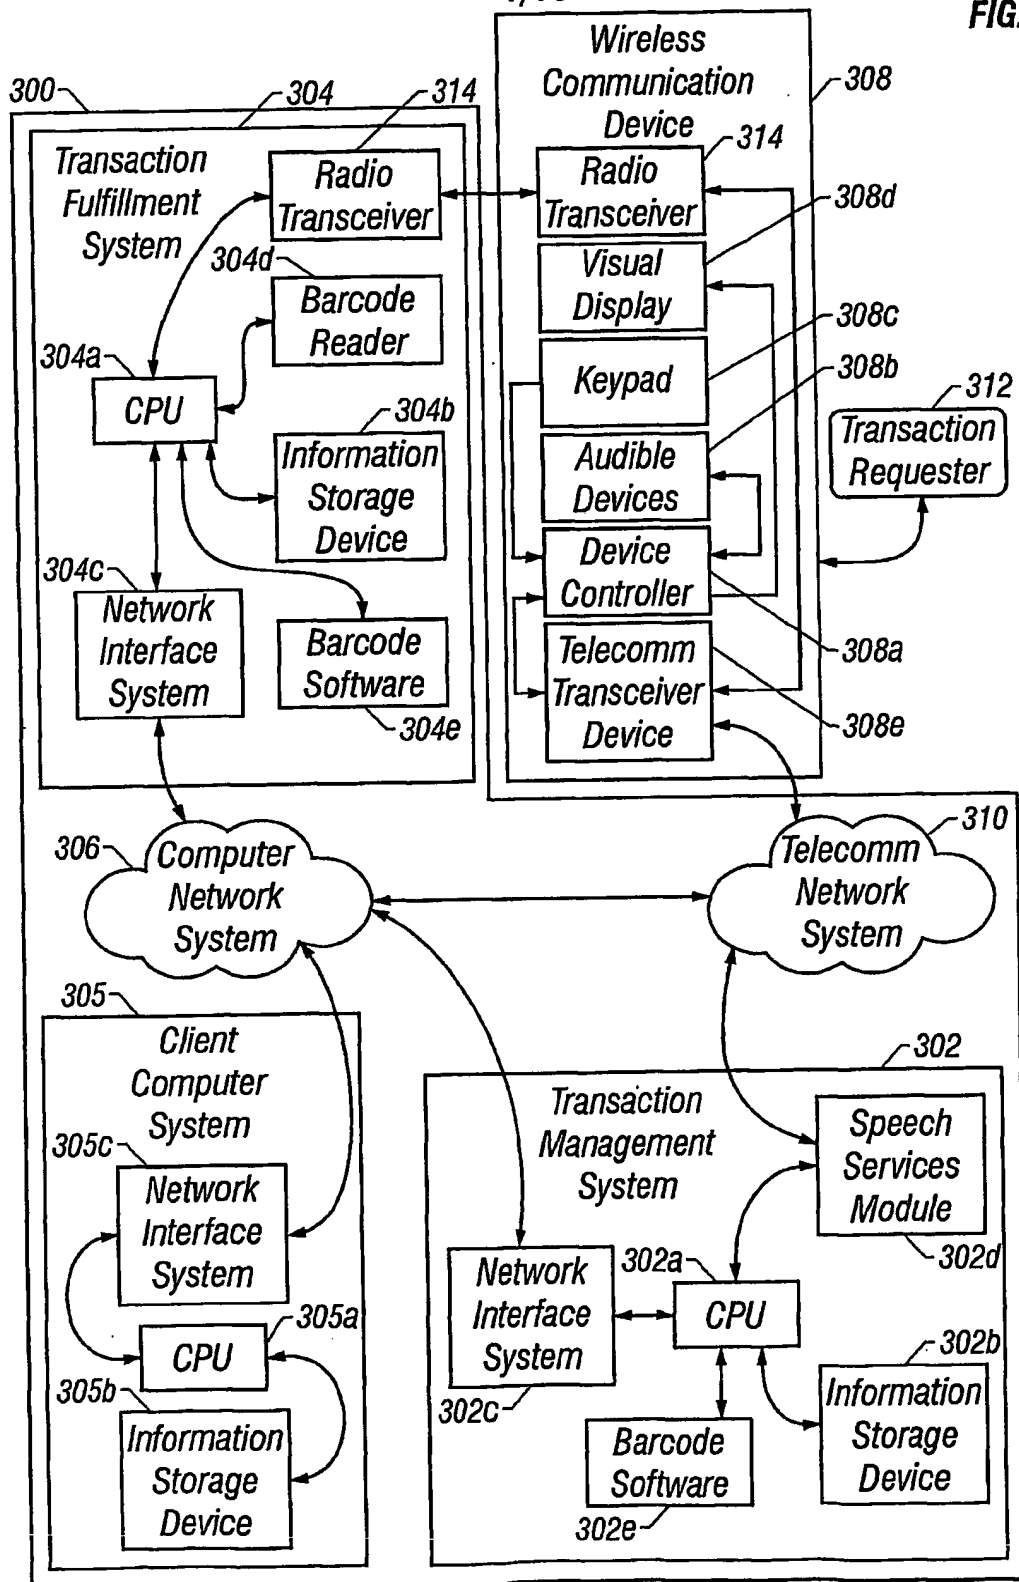 FIG.
300
304
314
Transaction
Fulfillment
System
Radio
Transceiver
304d
Barcode
Reader
304a
CPU
304b
Information
Storage
Device
304c
Network
Interface
System
Barcode
Software
304e
Wireless
Communication
Device
308
314
Radio
Transceiver
308d
Visual
Display
308c
Keypad
308b
Audible
Devices
312
Transaction
Requester
Device
Controller
308a
Telecomm
Transceiver
Device
308e
306
Computer
Network
System
310
Telecomm
Network
System
305
Client
Computer
System
305c
Network
Interface
System
305a
CPU
305b
Information
Storage
Device
302
Transaction
Management
System
Speech
Services
Module
302d
302a
CPU
Network
Interface
System
302c
302b
Information
Storage
Device
Barcode
Software
302e